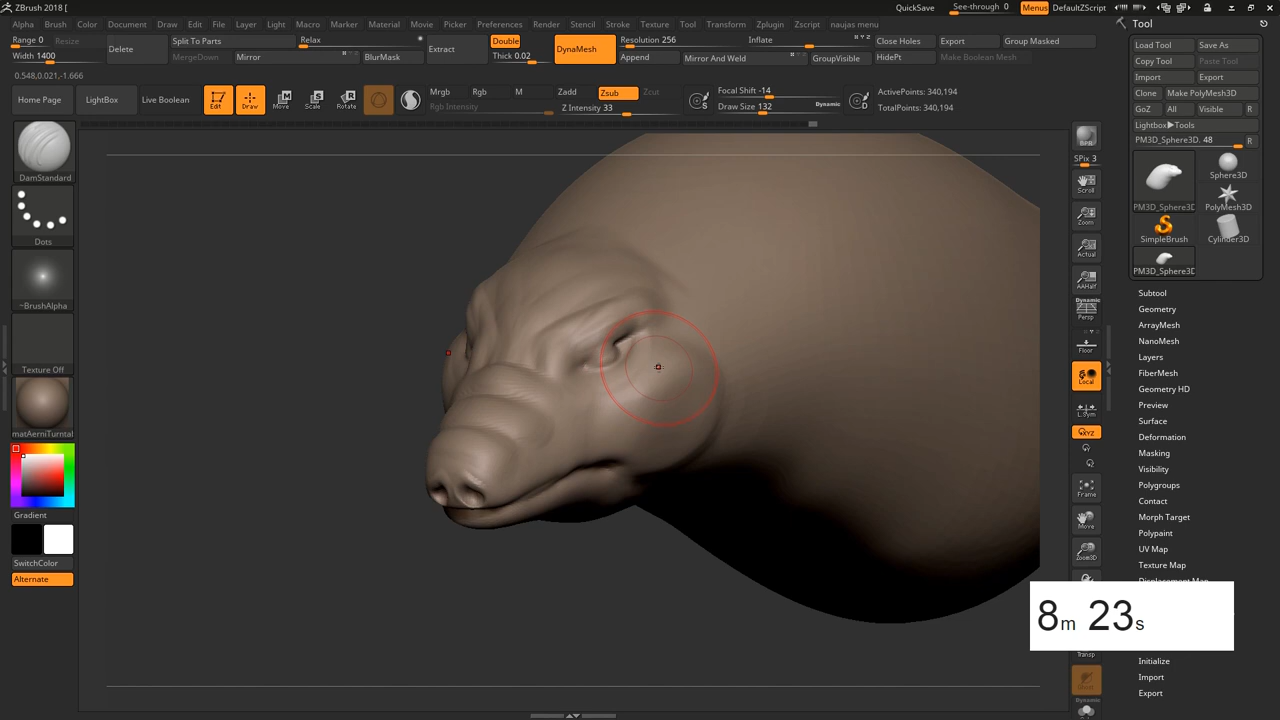 ZBrush 2018 [
QuickSave See-through 0 Menus DefaultZScript
Alpha Brush Color Document Draw Edit File Layer Light Macro Marker Material Movie Picker Preferences Render Stencil Stroke Texture Tool Transform Zplugin Zscript naujas menu
Tool
Range 0 Resize
Width 1400
Delete
Split To Parts
MergeDown Mirror
Relax
BlurMask
Extract
Double
Thick 0.02
DynaMesh
Resolution 256
Append
Inflate
Mirror And Weld
GroupVisible
Close Holes
HidePt
Export
Group Masked
Make Boolean Mesh
0.548,0.021,-1.666
Home Page
LightBox
Live Boolean
Edit
Draw
Move
Scale
Rotate
Mrgb Rgb M
Rgb Intensity
Zadd Zsub Zcut
Z Intensity 33
S
Focal Shift -14
Draw Size 132 Dynamic
D
ActivePoints: 340,194
TotalPoints: 340,194
DamStandard
Dots
~BrushAlpha
Texture Off
matAerniTurntal
Gradient
SwitchColor
Alternate
BPR
SPix 3
Scroll
Zoom
Actual
AAHalf
Dynamic
Persp
Floor
Local
L.Sym
XYZ
Frame
Move
Zoom3D
Transp
Dynamic
Load Tool Save As
Copy Tool Paste Tool
Import Export
Clone Make PolyMesh3D
GoZ All Visible R
Lightbox▶Tools
PM3D_Sphere3D. 48 R
PM3D_Sphere3D
Sphere3D
PolyMesh3D
SimpleBrush
Cylinder3D
PM3D_Sphere3D
Subtool
Geometry
ArrayMesh
NanoMesh
Layers
FiberMesh
Geometry HD
Preview
Surface
Deformation
Masking
Visibility
Polygroups
Contact
Morph Target
Polypaint
UV Map
Texture Map
8m 23s
Initialize
Import
Export